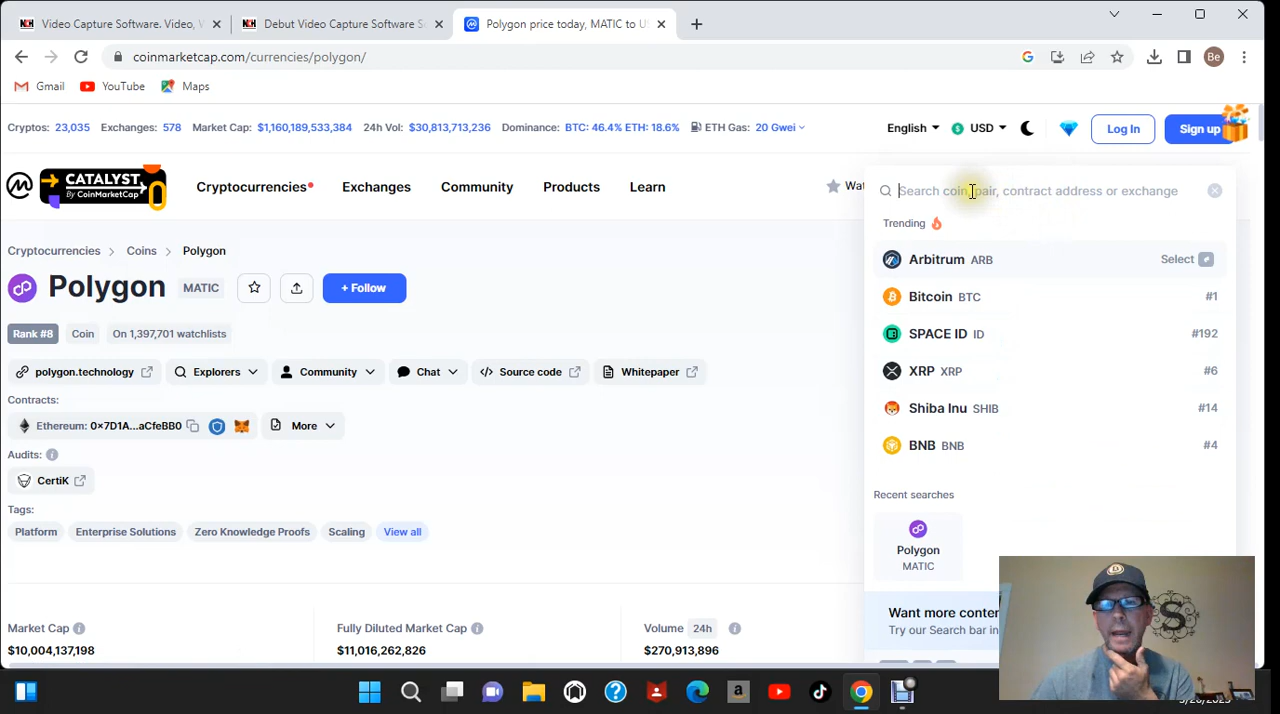 NCH Video Capture Software. Video, V
NCH Debut Video Capture Software S
Polygon price today, MATIC to U
coinmarketcap.com/currencies/polygon/
Be
Gmail YouTube Maps
Cryptos: 23,035 Exchanges: 578 Market Cap: $1,160,189,533,384 24h Vol: $30,813,713,236 Dominance: BTC: 46.4% ETH: 18.6% ETH Gas: 20 Gwei
English USD Log In Sign up
CATALYST
By CoinMarketCap
Cryptocurrencies Exchanges Community Products Learn
Wat
Search coin, pair, contract address or exchange
Trending
Arbitrum ARB Select
Bitcoin BTC #1
SPACE ID ID #192
XRP XRP #6
Shiba Inu SHIB #14
BNB BNB #4
Recent searches
Polygon
MATIC
Want more conten
Try our Search bar in
Cryptocurrencies > Coins > Polygon
Polygon MATIC + Follow
Rank #8 Coin On 1,397,701 watchlists
polygon.technology Explorers Community Chat Source code Whitepaper
Contracts:
Ethereum: 0x7D1A...aCfeBB0 More
Audits:
CertiK
Tags:
Platform Enterprise Solutions Zero Knowledge Proofs Scaling View all
Market Cap Fully Diluted Market Cap Volume 24h
$10,004,137,198 $11,016,262,826 $270,913,896